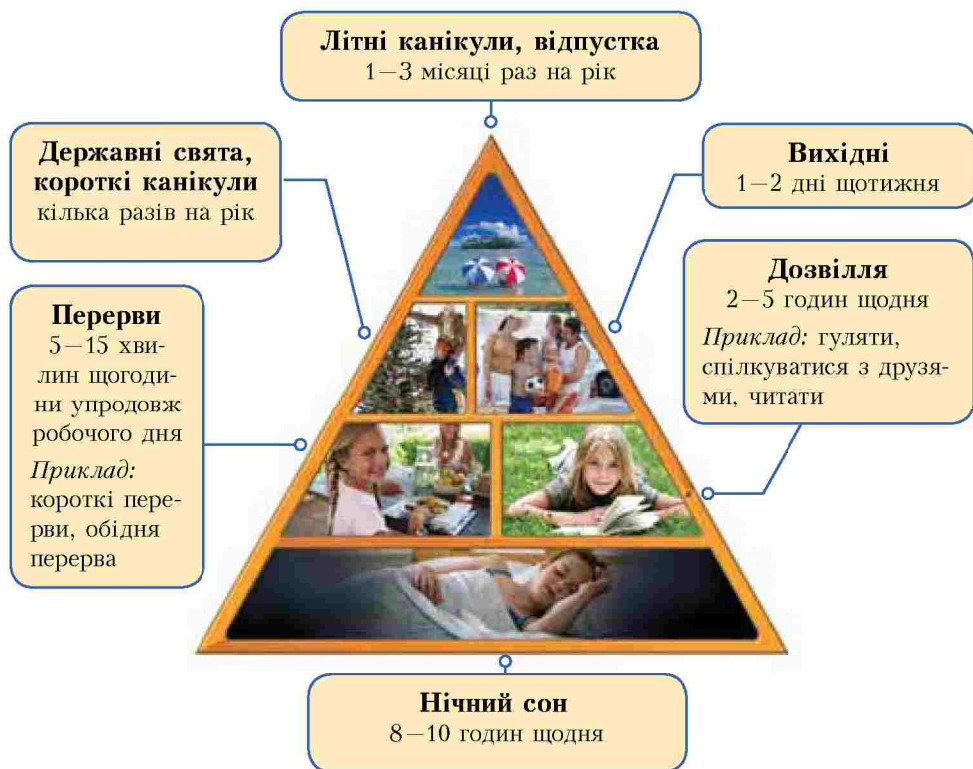 Літні канікули, відпустка
1–3 місяці раз на рік
Державні свята,
короткі канікули
кілька разів на рік
Вихідні
1–2 дні щотижня
Перерви
5–15 хви-
лин щогоди-
ни упродовж
робочого дня
Приклад:
короткі пере-
рви, обідня
перерва
Дозвілля
2–5 годин щодня
Приклад: гуляти,
спілкуватися з друзя-
ми, читати
Нічний сон
8–10 годин щодня